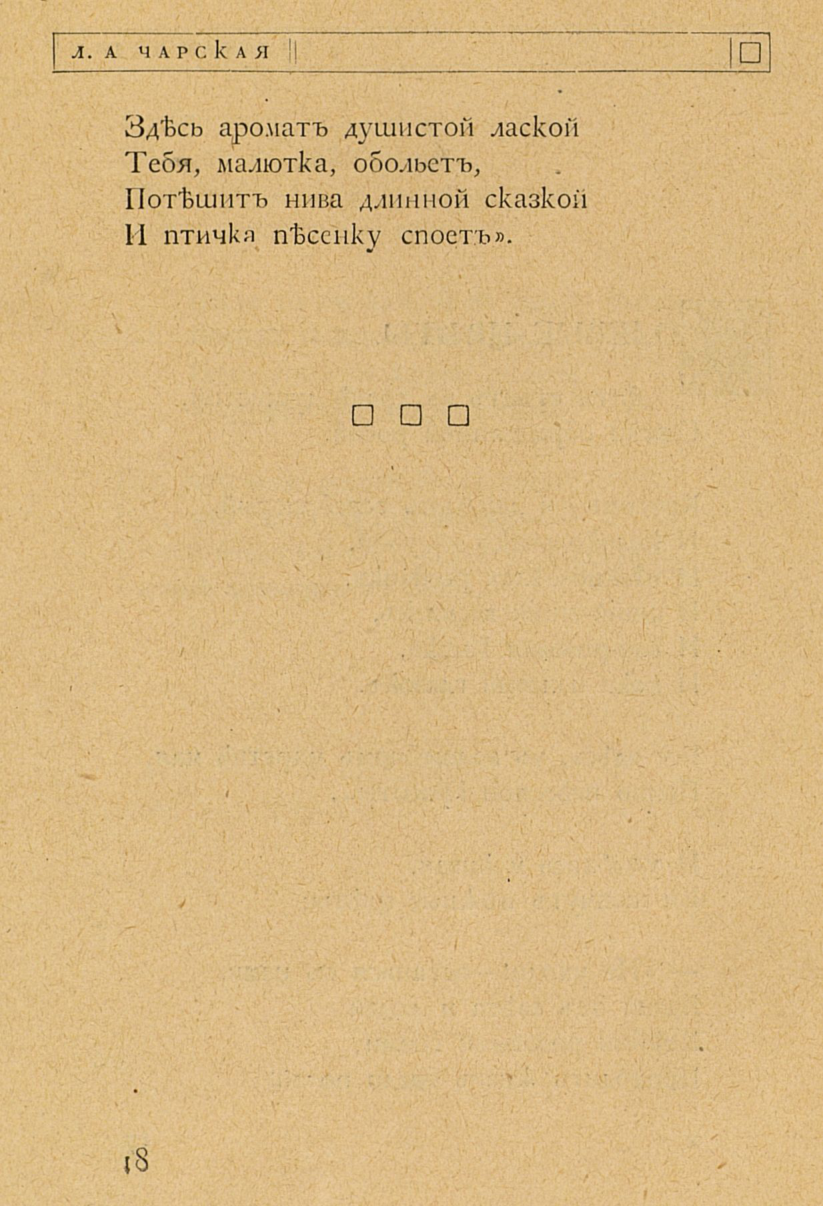 Л. А ЧАРСКАЯ
Здѣсь ароматъ душистой лаской
Тебя, малютка, обольетъ,
Потѣшитъ нива длинной сказкой
И птичка пѣсенку споетъ».
18